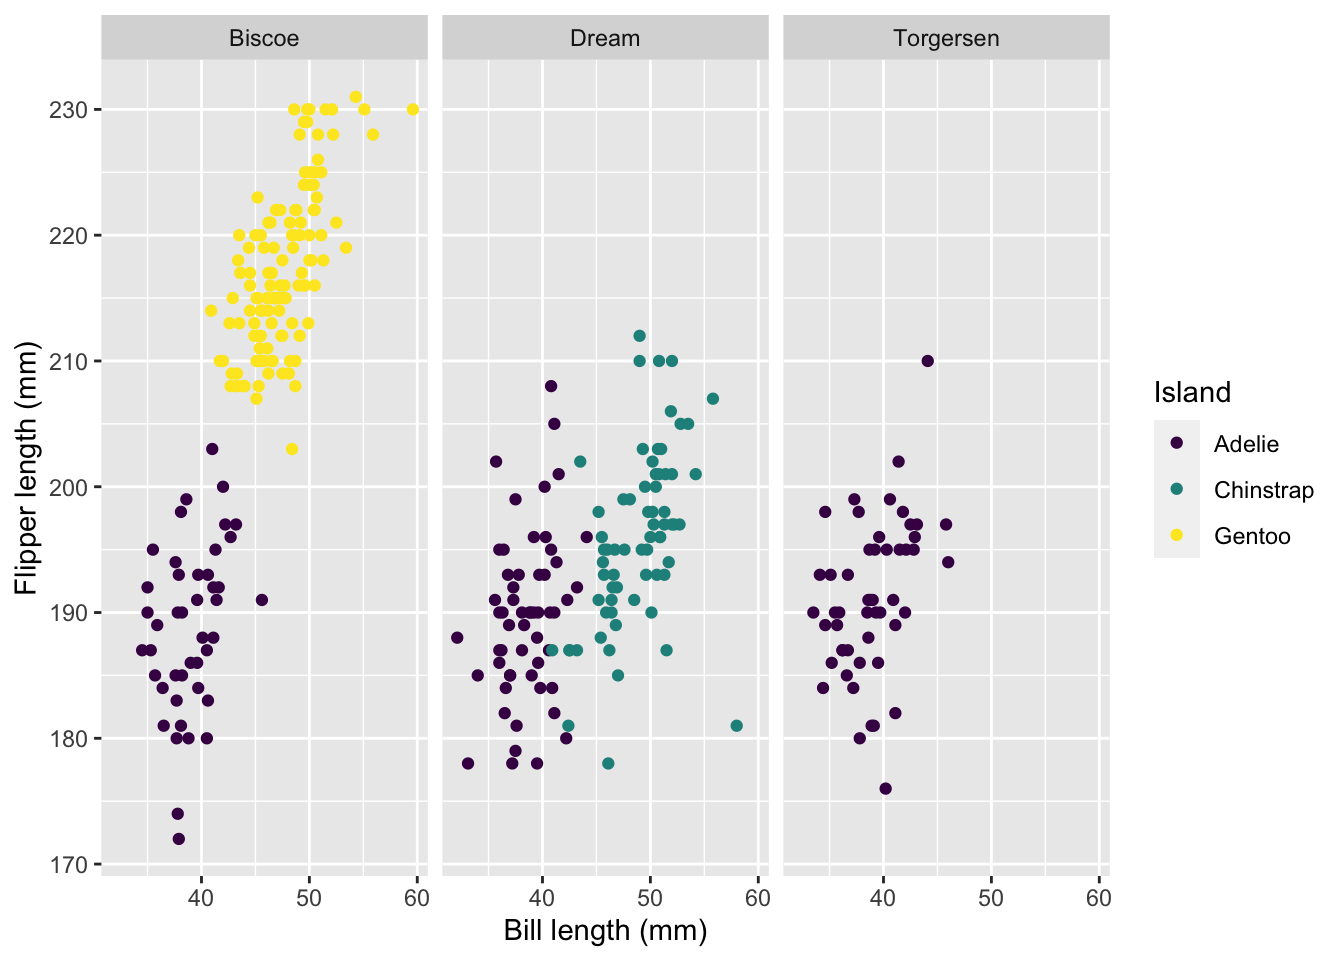 Biscoe Dream Torgersen
230
220
210
200
190
180
170
Flipper length (mm)
40 50 60 40 50 60 40 50 60
Bill length (mm)
Island
Adelie
Chinstrap
Gentoo